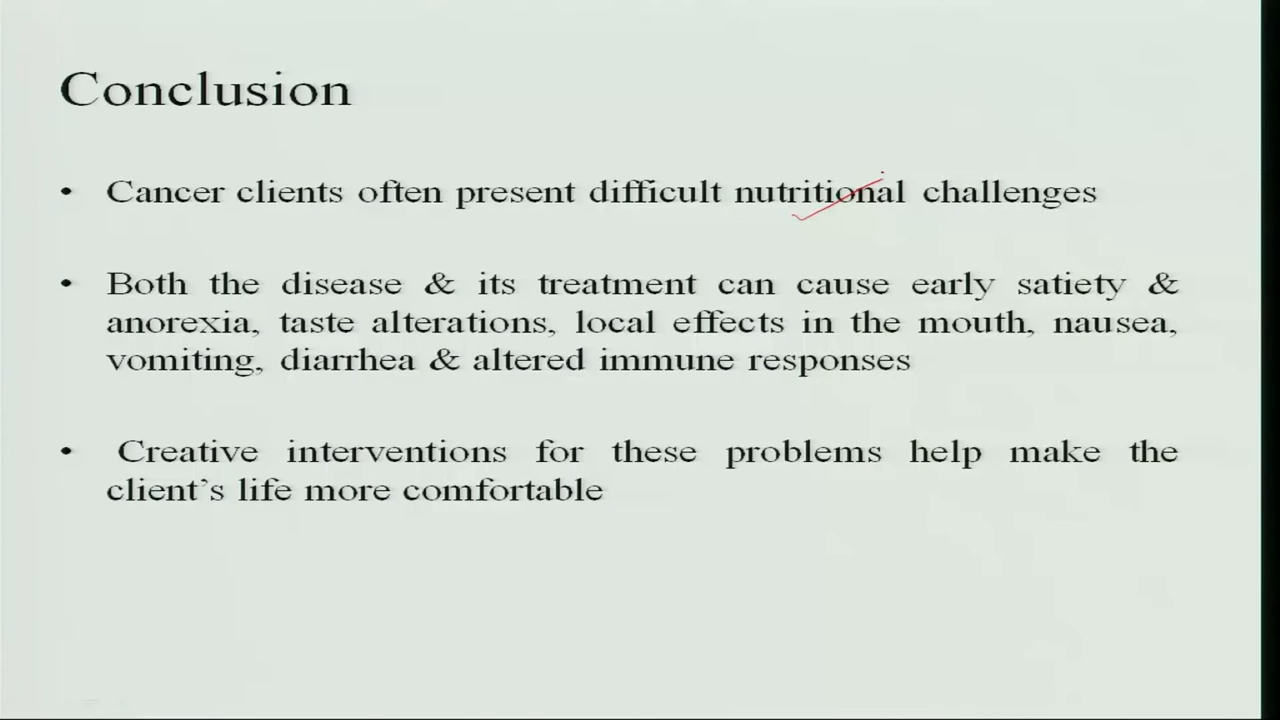 Conclusion
• Cancer clients often present difficult nutritional challenges
• Both the disease & its treatment can cause early satiety &
anorexia, taste alterations, local effects in the mouth, nausea,
vomiting, diarrhea & altered immune responses
• Creative interventions for these problems help make the
client’s life more comfortable